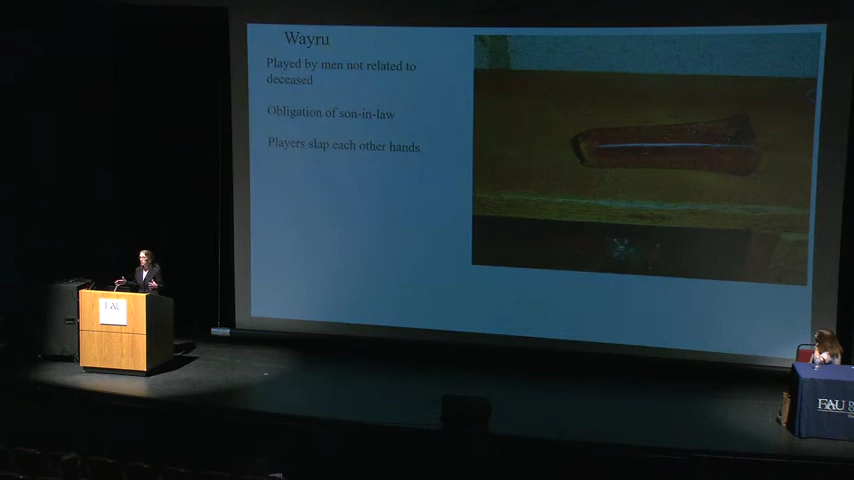 Wayru
Played by men not related to
deceased
Obligation of son-in-law
Players slap each other hands
FAU
FAU